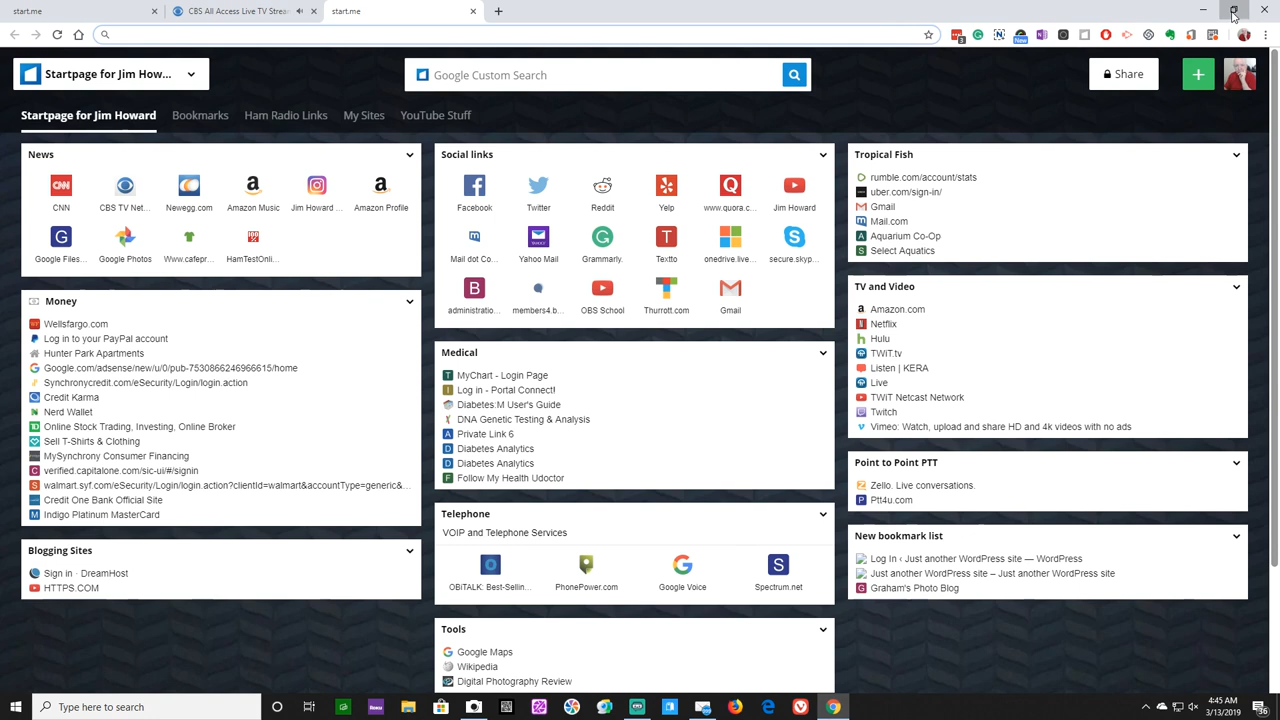 start.me
CBS All Access Live TV Strea
start.me
3
New
Startpage for Jim How...
Google Custom Search
Share
Startpage for Jim Howard
Bookmarks
Ham Radio Links
My Sites
YouTube Stuff
News
CNN
CNN
CBS TV Net...
Newegg.com
Amazon Music
Jim Howard ...
Amazon Profile
Google Files...
Google Photos
Www.cafepr...
HamTestOnli...
Money
Wellsfargo.com
Log in to your PayPal account
Hunter Park Apartments
Google.com/adsense/new/u/0/pub-7530866246966615/home
Synchronycredit.com/eSecurity/Login/login.action
Credit Karma
Nerd Wallet
Online Stock Trading, Investing, Online Broker
Sell T-Shirts & Clothing
MySynchrony Consumer Financing
verified.capitalone.com/sic-ui/#/signin
walmart.syf.com/eSecurity/Login/login.action?clientId=walmart&accountType=generic&...
Credit One Bank Official Site
Indigo Platinum MasterCard
Blogging Sites
Sign in · DreamHost
HTTPS.COM
Social links
Facebook
Twitter
Reddit
Yelp
www.quora.c...
Jim Howard
Mail dot Co...
Yahoo Mail
Grammarly.
Textto
onedrive.live...
secure.skyp...
administratio...
members4.b...
OBS School
Thurrott.com
Gmail
Medical
MyChart - Login Page
Log in - Portal Connect!
Diabetes:M User's Guide
DNA Genetic Testing & Analysis
Private Link 6
Diabetes Analytics
Diabetes Analytics
Follow My Health Udoctor
Telephone
VOIP and Telephone Services
OBiTALK: Best-Sellin...
PhonePower.com
Google Voice
Spectrum.net
Tools
Google Maps
Wikipedia
Digital Photography Review
Tropical Fish
rumble.com/account/stats
uber.com/sign-in/
Gmail
Mail.com
Aquarium Co-Op
Select Aquatics
TV and Video
Amazon.com
Netflix
Hulu
TWiT.tv
Listen | KERA
Live
TWiT Netcast Network
Twitch
Vimeo: Watch, upload and share HD and 4k videos with no ads
Point to Point PTT
Zello. Live conversations.
Ptt4u.com
New bookmark list
Log In ‹ Just another WordPress site — WordPress
Just another WordPress site – Just another WordPress site
Graham's Photo Blog
Type here to search
4:45 AM
3/13/2019
36